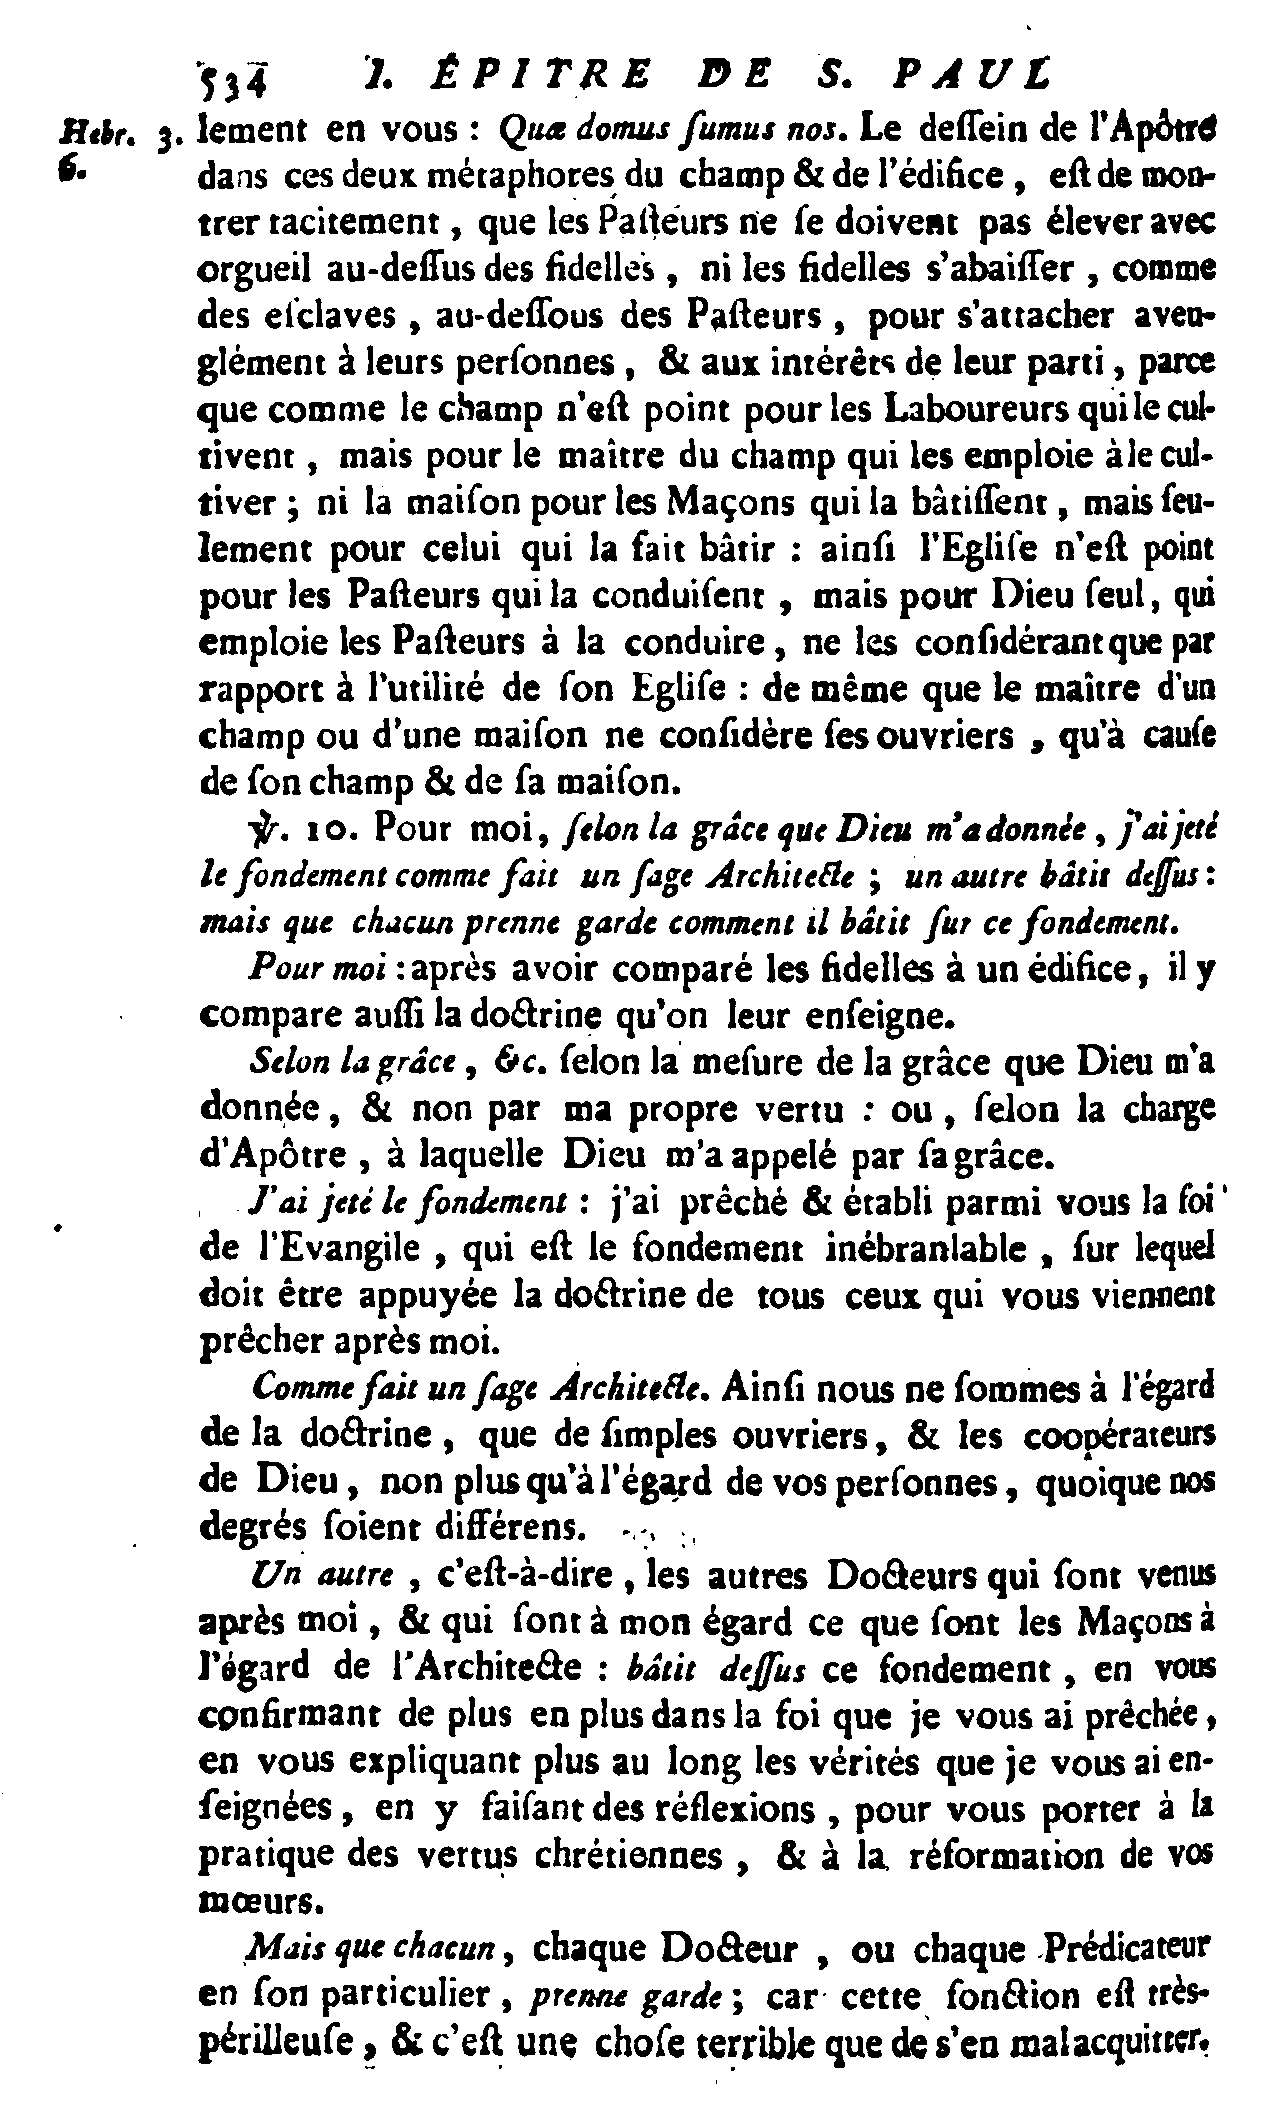 534 I. ÉPITRE DE S. PAUL
Hebr. 3. lement en vous : Quæ domus ſumus nos. Le deſſein de l'Apôtre
6. dans ces deux métaphores du champ & de l'édifice , eſt de mon-
trer tacitement , que les Paſteurs ne ſe doivent pas élever avec
orgueil au-deſſus des fidelles , ni les fidelles s'abaiſſer , comme
des eſclaves , au-deſſous des Paſteurs , pour s'attacher aveu-
glément à leurs perſonnes , & aux intérêts de leur parti , parce
que comme le champ n'eſt point pour les Laboureurs qui le cul-
tivent , mais pour le maître du champ qui les emploie à le cul-
tiver ; ni la maiſon pour les Maçons qui la bâtiſſent , mais ſeu-
lement pour celui qui la fait bâtir : ainſi l'Egliſe n'eſt point
pour les Paſteurs qui la conduiſent , mais pour Dieu ſeul , qui
emploie les Paſteurs à la conduire , ne les conſidérant que par
rapport à l'utilité de ſon Egliſe : de même que le maître d'un
champ ou d'une maiſon ne conſidère ſes ouvriers , qu'à cauſe
de ſon champ & de ſa maiſon.
℣. 10. Pour moi, ſelon la grâce que Dieu m'a donnée , j'ai jeté
le fondement comme fait un ſage Architecte ; un autre bâtit deſſus :
mais que chacun prenne garde comment il bâtit ſur ce fondement.
Pour moi : après avoir comparé les fidelles à un édifice, il y
compare auſſi la doctrine qu'on leur enſeigne.
Selon la grâce , &c. ſelon la meſure de la grâce que Dieu m'a
donnée , & non par ma propre vertu : ou , ſelon la charge
d'Apôtre , à laquelle Dieu m'a appelé par ſa grâce.
J'ai jeté le fondement : j'ai prêché & établi parmi vous la foi
de l'Evangile , qui eſt le fondement inébranlable , ſur lequel
doit être appuyée la doctrine de tous ceux qui vous viennent
prêcher après moi.
Comme fait un ſage Architecte. Ainſi nous ne ſommes à l'égard
de la doctrine , que de ſimples ouvriers , & les coopérateurs
de Dieu , non plus qu'à l'égard de vos perſonnes , quoique nos
degrés ſoient différens.
Un autre , c'eſt-à-dire , les autres Docteurs qui ſont venus
après moi , & qui ſont à mon égard ce que ſont les Maçons à
l'égard de l'Architecte : bâtit deſſus ce fondement , en vous
confirmant de plus en plus dans la foi que je vous ai prêchée ,
en vous expliquant plus au long les vérités que je vous ai en-
ſeignées , en y faiſant des réflexions , pour vous porter à la
pratique des vertus chrétiennes , & à la réformation de vos
mœurs.
Mais que chacun , chaque Docteur , ou chaque Prédicateur
en ſon particulier , prenne garde ; car cette fonction eſt très-
périlleuſe , & c'eſt une choſe terrible que de s'en mal acquitter.